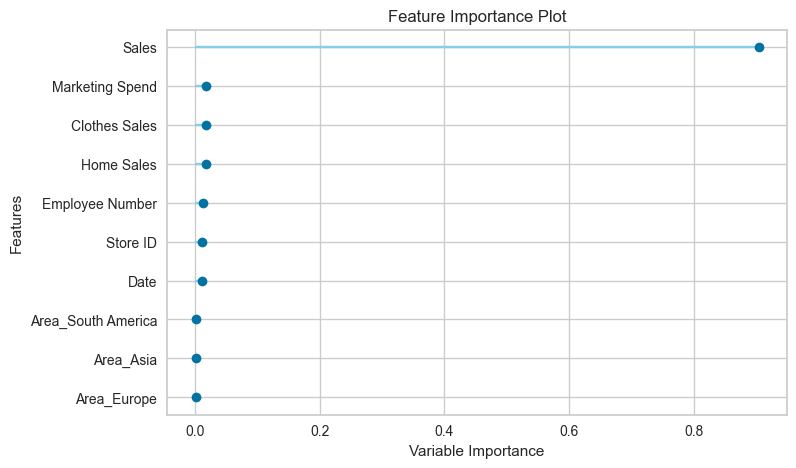 Feature Importance Plot
Features
Sales
Marketing Spend
Clothes Sales
Home Sales
Employee Number
Store ID
Date
Area_South America
Area_Asia
Area_Europe
0.0 0.2 0.4 0.6 0.8
Variable Importance